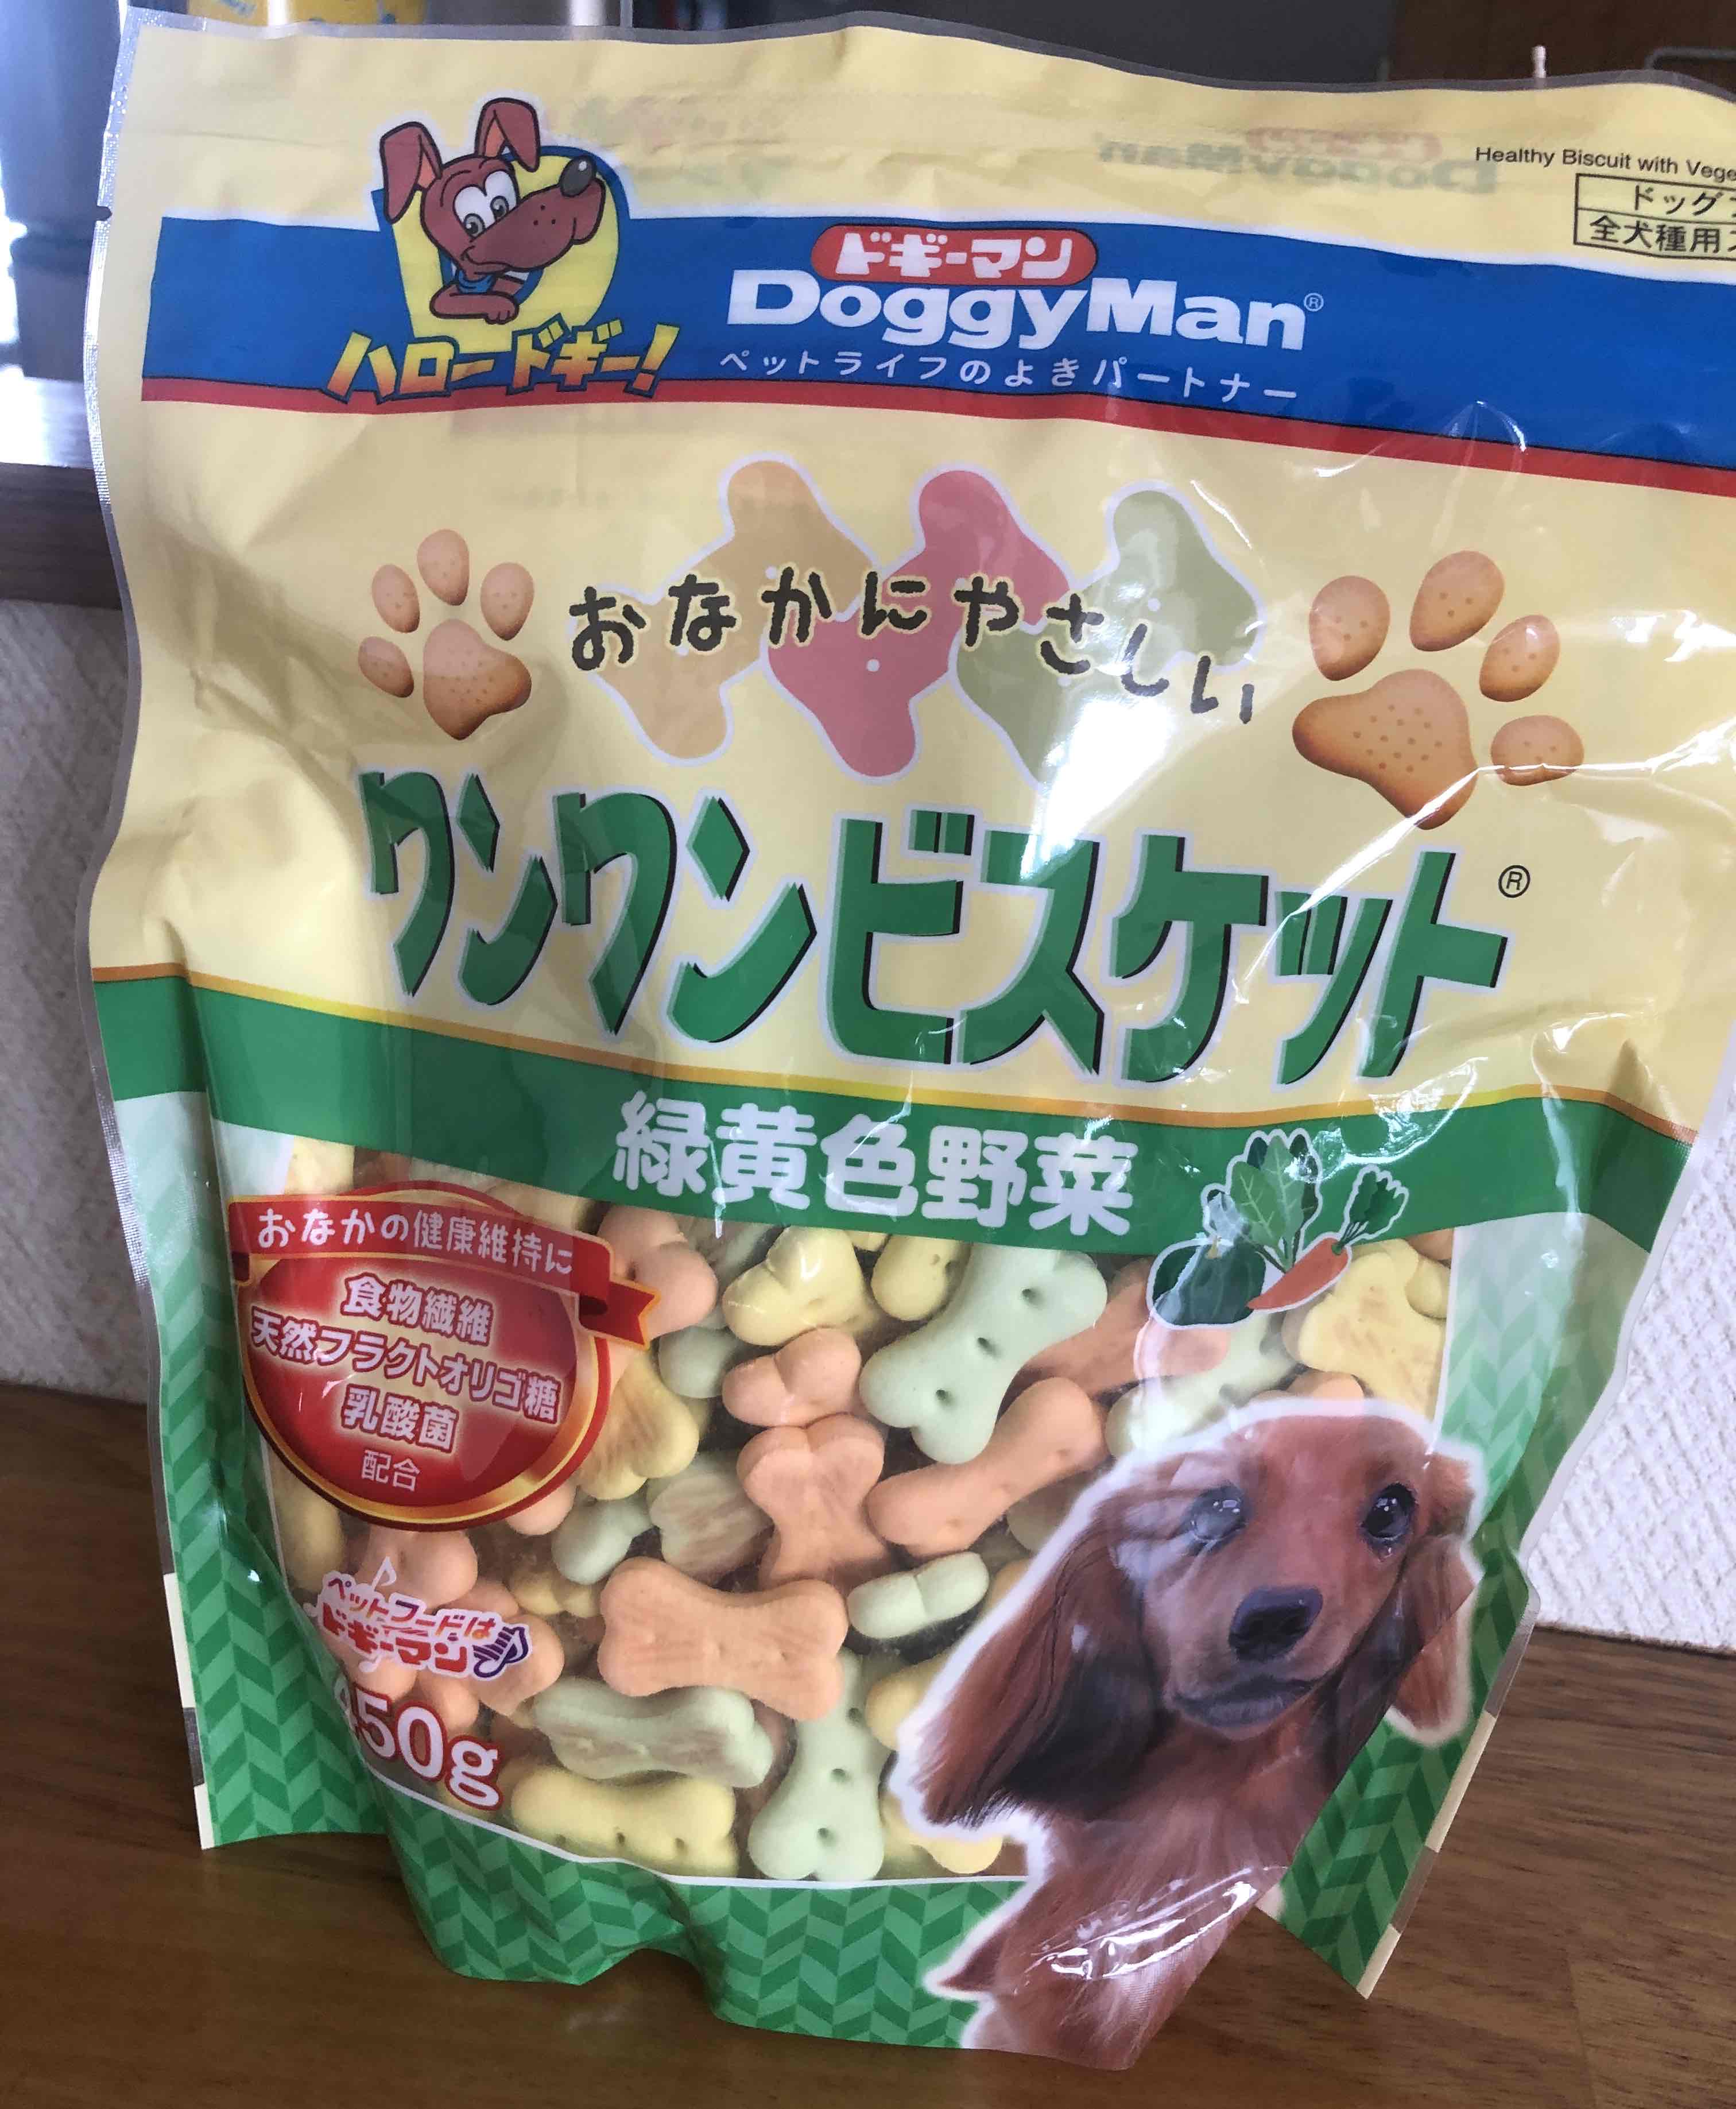 Healthy Biscuit with Vege
ドッグ
全犬種用
ドギーマン
DoggyMan®
ハロードギー!
ペットライフのよきパートナー
おなかにやさしい
ワンワンビスケット®
緑黄色野菜
おなかの健康維持に
食物繊維
天然フラクトオリゴ糖
乳酸菌
配合
ペットフードは
ドギーマン
450g